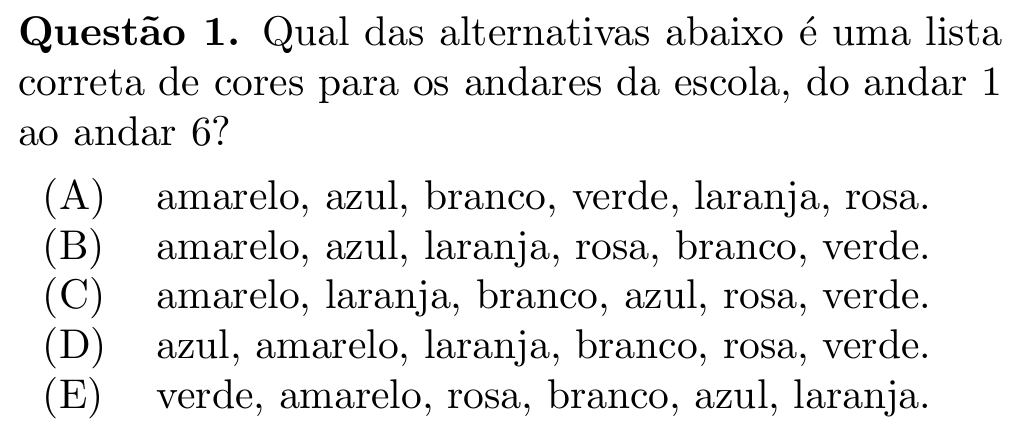 Questão 1. Qual das alternativas abaixo é uma lista
correta de cores para os andares da escola, do andar 1
ao andar 6?
(A) amarelo, azul, branco, verde, laranja, rosa.
(B) amarelo, azul, laranja, rosa, branco, verde.
(C) amarelo, laranja, branco, azul, rosa, verde.
(D) azul, amarelo, laranja, branco, rosa, verde.
(E) verde, amarelo, rosa, branco, azul, laranja.